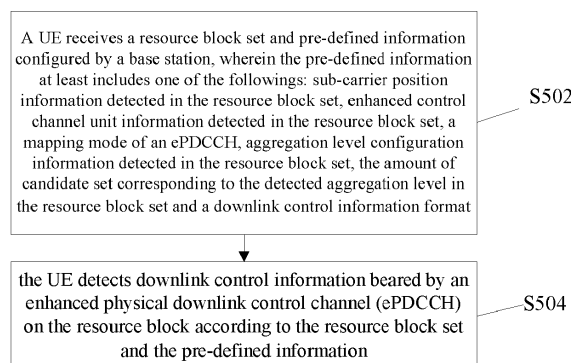 A UE receives a resource block set and pre-defined information
configured by a base station, wherein the pre-defined information
at least includes one of the followings: sub-carrier position
information detected in the resource block set, enhanced control
channel unit information detected in the resource block set, a
mapping mode of an ePDCCH, aggregation level configuration
information detected in the resource block set, the amount of
candidate set corresponding to the detected aggregation level in
the resource block set and a downlink control information format
S502
the UE detects downlink control information beared by an
enhanced physical downlink control channel (ePDCCH)
on the resource block according to the resource block set
and the pre-defined information
S504